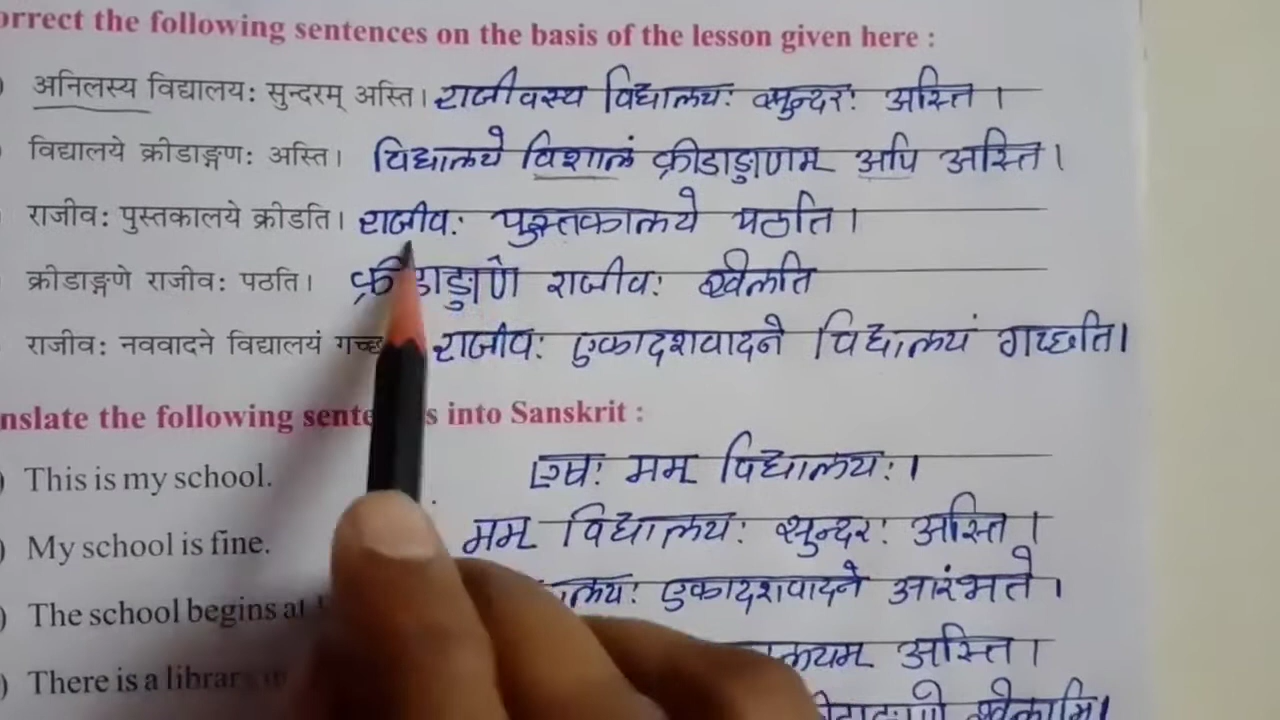 orrect the following sentences on the basis of the lesson given here :
अनिलस्य विद्यालयः सुन्दरम् अस्ति। राजीवस्य विद्यालयः सुन्दरः अस्ति ।
विद्यालये क्रीडाङ्गणः अस्ति। विद्यालये विशालं क्रीडाङ्गणम् अपि अस्ति ।
राजीवः पुस्तकालये क्रीडति। राजीवः पुस्तकालये पठति ।
क्रीडाङ्गणे राजीवः पठति। क्रीडाङ्गणे राजीवः खेलति
राजीवः नववादने विद्यालयं गच्छ राजीवः एकादशवादने विद्यालयं गच्छति।
nslate the following sente s into Sanskrit :
This is my school. एषः मम् विद्यालयः ।
My school is fine. मम् विद्यालयः सुन्दरः अस्ति ।
The school begins at लयः एकादशवादने आरंभते ।
There is a librar लयम् अस्ति ।
खेलामि।